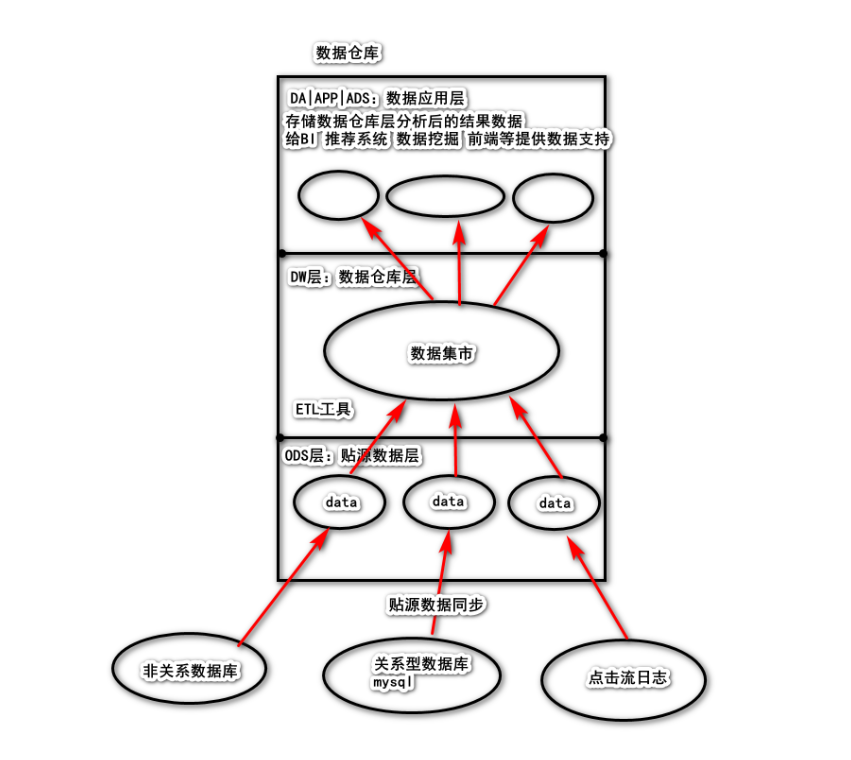 数据仓库
DA|APP|ADS：数据应用层
存储数据仓库层分析后的结果数据
给BI 推荐系统 数据挖掘 前端等提供数据支持
DW层：数据仓库层
数据集市
ETL工具
ODS层：贴源数据层
data
data
data
贴源数据同步
非关系数据库
关系型数据库
mysql
点击流日志